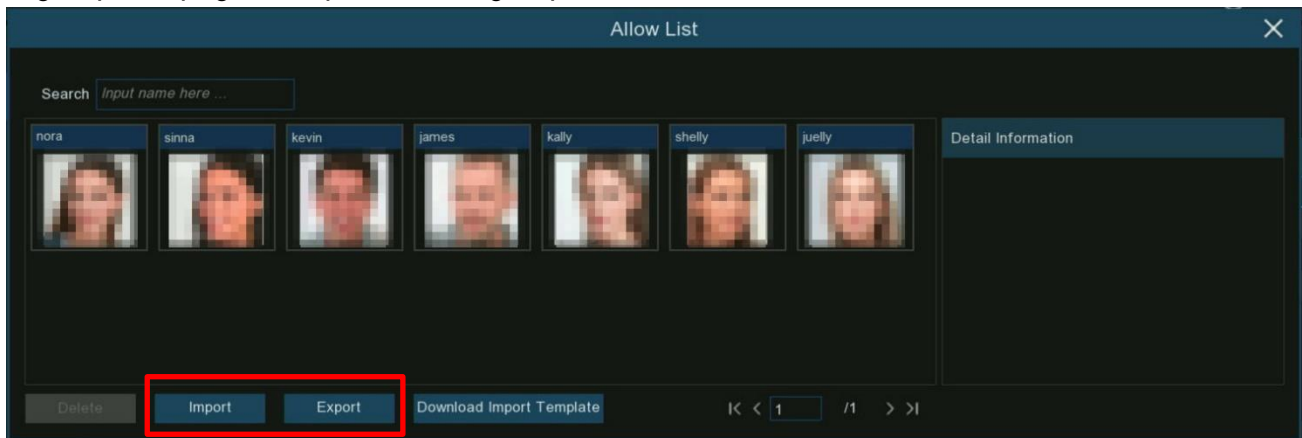 Allow List
Search Input name here ...
nora sinna kevin james kally shelly juelly
Detail Information
Delete Import Export Download Import Template 1 /1